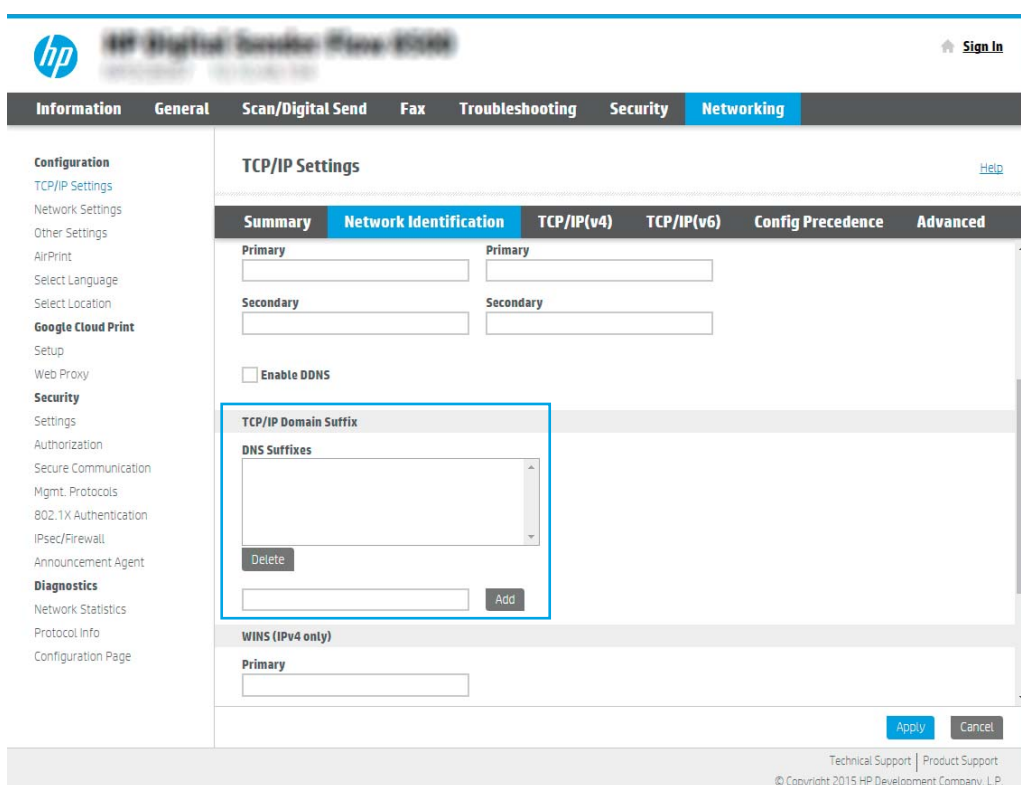 hp
Sign In
Information General Scan/Digital Send Fax Troubleshooting Security Networking
Configuration
TCP/IP Settings
Network Settings
Other Settings
AirPrint
Select Language
Select Location
Google Cloud Print
Setup
Web Proxy
Security
Settings
Authorization
Secure Communication
Mgmt. Protocols
802.1X Authentication
IPsec/Firewall
Announcement Agent
Diagnostics
Network Statistics
Protocol Info
Configuration Page
TCP/IP Settings
Help
Summary Network Identification TCP/IP(v4) TCP/IP(v6) Config Precedence Advanced
Primary Primary
Secondary Secondary
Enable DDNS
TCP/IP Domain Suffix
DNS Suffixes
Delete
Add
WINS (IPv4 only)
Primary
Apply Cancel
Technical Support | Product Support
© Copyright 2015 HP Development Company, L.P.